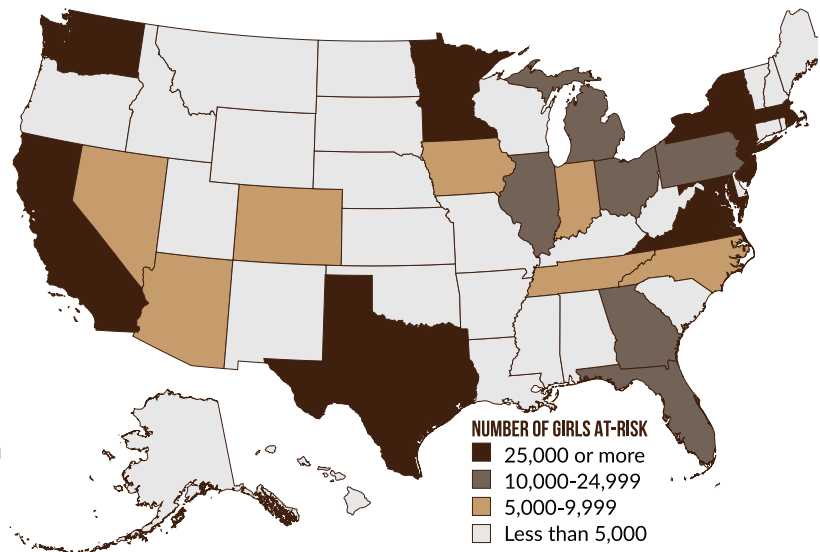 NUMBER OF GIRLS AT-RISK
25,000 or more
10,000-24,999
5,000-9,999
Less than 5,000